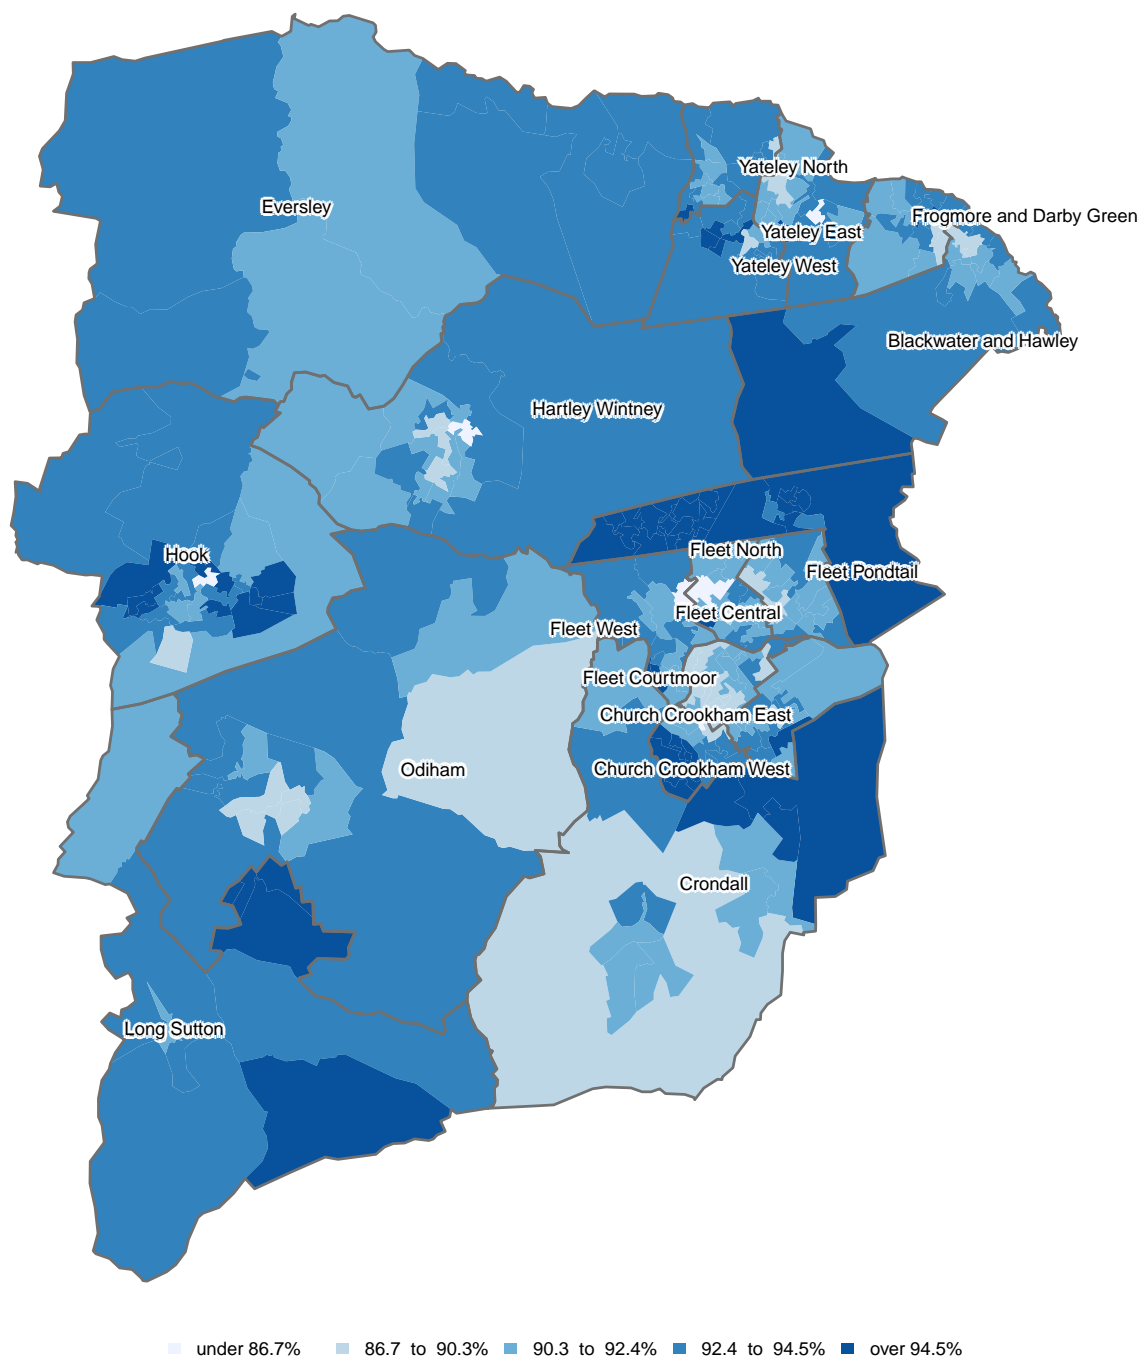 Yateley North
Eversley
Frogmore and Darby Green
Yateley East
Yateley West
Blackwater and Hawley
Hartley Wintney
Fleet North
Hook
Fleet Pondtail
Fleet Central
Fleet West
Fleet Courtmoor
Church Crookham East
Odiham
Church Crookham West
Crondall
Long Sutton
under 86.7% 86.7 to 90.3% 90.3 to 92.4% 92.4 to 94.5% over 94.5%